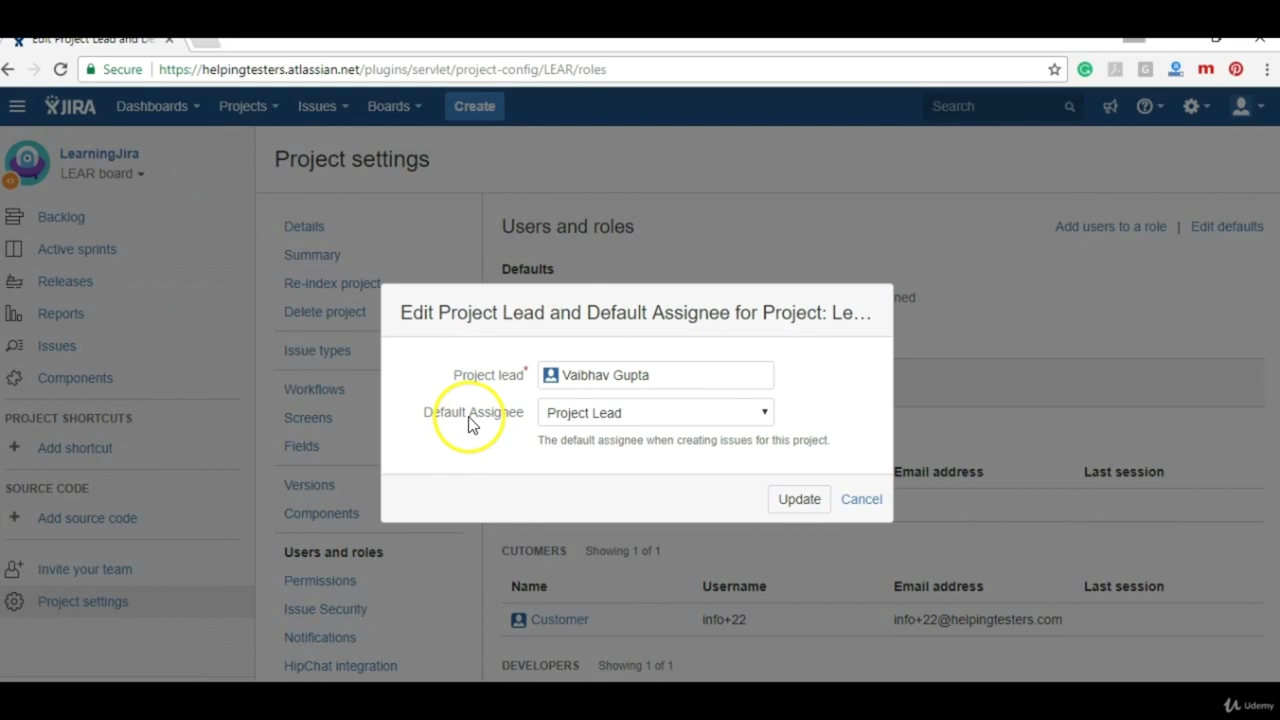 Edit Project Lead and De
Secure | https://helpingtesters.atlassian.net/plugins/servlet/project-config/LEAR/roles
JIRA Dashboards Projects Issues Boards Create Search
LearningJira
LEAR board
Backlog
Active sprints
Releases
Reports
Issues
Components
PROJECT SHORTCUTS
+ Add shortcut
SOURCE CODE
+ Add source code
Invite your team
Project settings
Project settings
Details
Summary
Re-index project
Delete project
Issue types
Workflows
Screens
Fields
Versions
Components
Users and roles
Permissions
Issue Security
Notifications
HipChat integration
Users and roles
Add users to a role | Edit defaults
Defaults
ned
Edit Project Lead and Default Assignee for Project: Le...
Project lead* Vaibhav Gupta
Default Assignee Project Lead
The default assignee when creating issues for this project.
Update Cancel
Email address Last session
CUTOMERS Showing 1 of 1
Name Username Email address Last session
Customer info+22 info+22@helpingtesters.com
DEVELOPERS Showing 1 of 1
Udemy